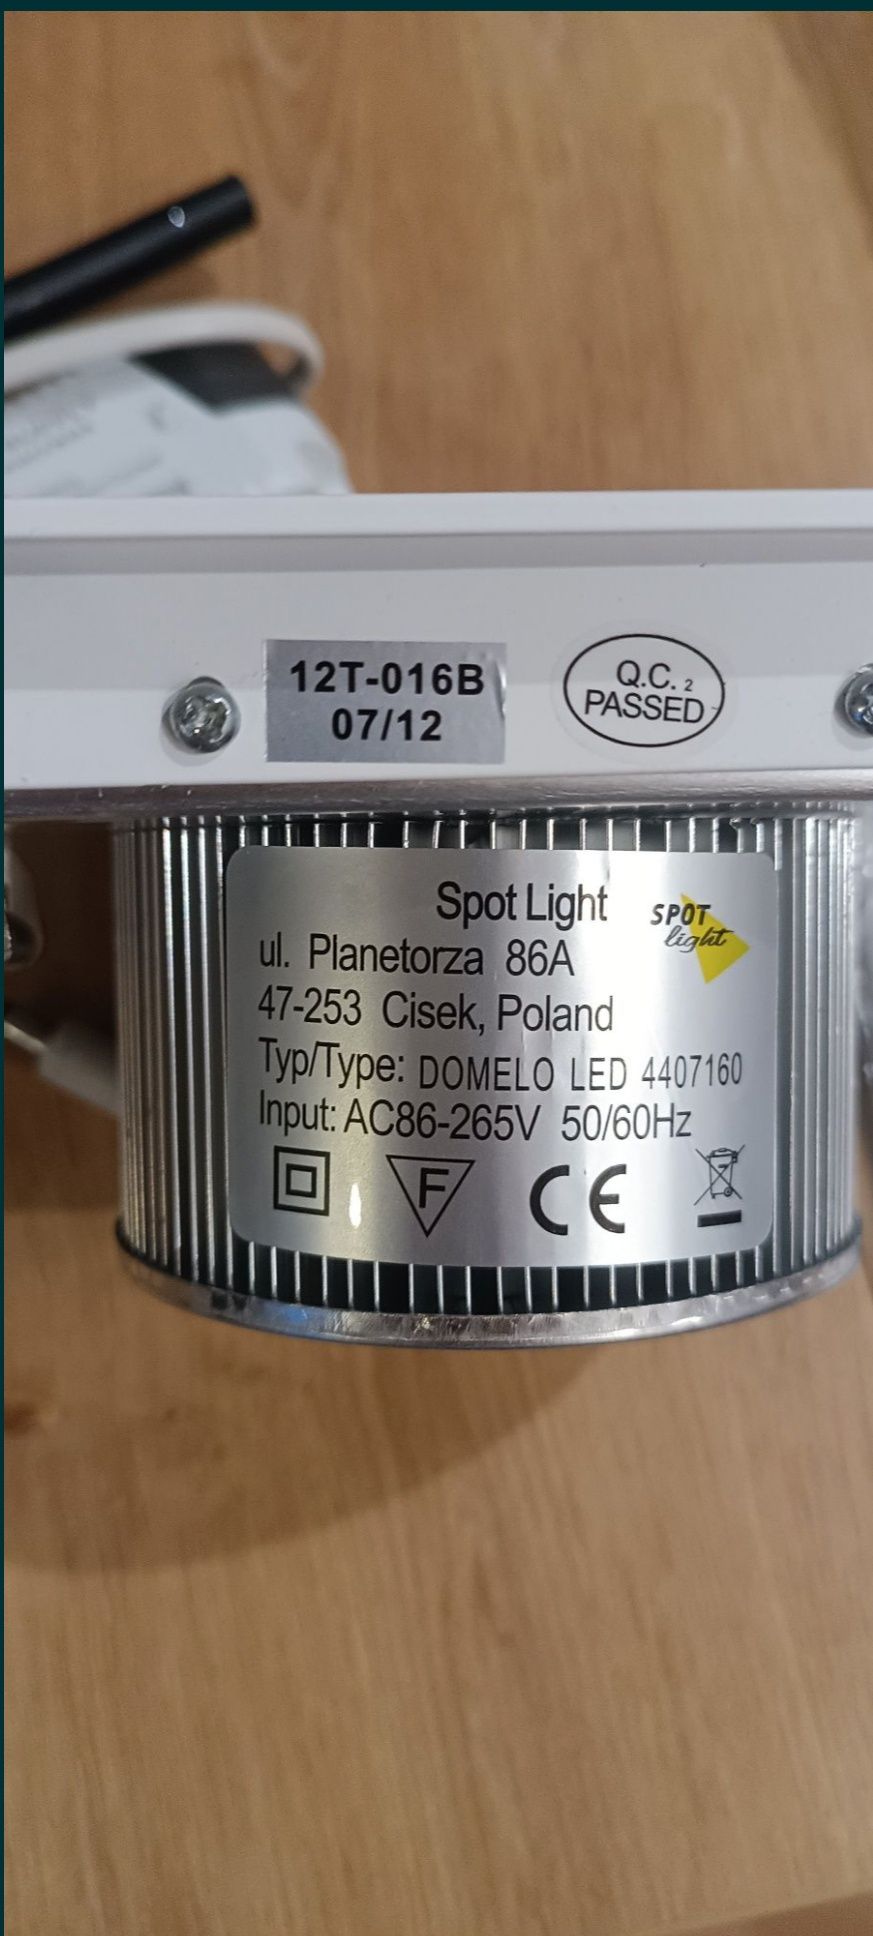 12T-016B
07/12
Q.C. 2
PASSED
Spot Light
SPOT
light
ul. Planetorza 86A
47-253 Cisek, Poland
Typ/Type: DOMELO LED 4407160
Input: AC86-265V 50/60Hz
F
CE